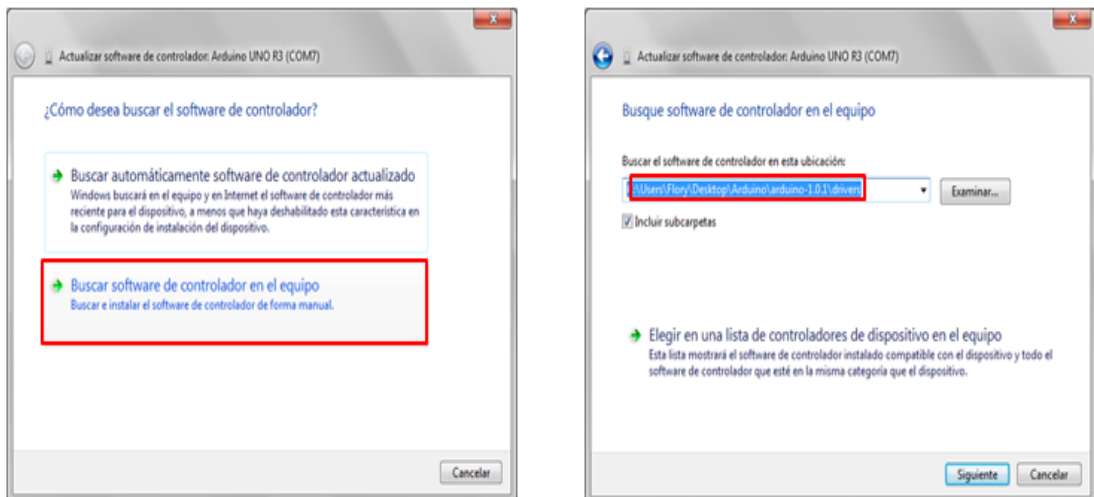 Actualizar software de controlador: Arduino UNO R3 (COM7)
¿Cómo desea buscar el software de controlador?
Buscar automáticamente software de controlador actualizado
Windows buscará en el equipo y en Internet el software de controlador más
reciente para el dispositivo, a menos que haya deshabilitado esta característica en
la configuración de instalación del dispositivo.
Buscar software de controlador en el equipo
Buscar e instalar el software de controlador de forma manual.
Cancelar
Actualizar software de controlador: Arduino UNO R3 (COM7)
Busque software de controlador en el equipo
Buscar el software de controlador en esta ubicación:
:\Users\Flory\Desktop\Arduino\arduino-1.0.1\drivers
Examinar...
Incluir subcarpetas
Elegir en una lista de controladores de dispositivo en el equipo
Esta lista mostrará el software de controlador instalado compatible con el dispositivo y todo el
software de controlador que esté en la misma categoría que el dispositivo.
Siguiente
Cancelar